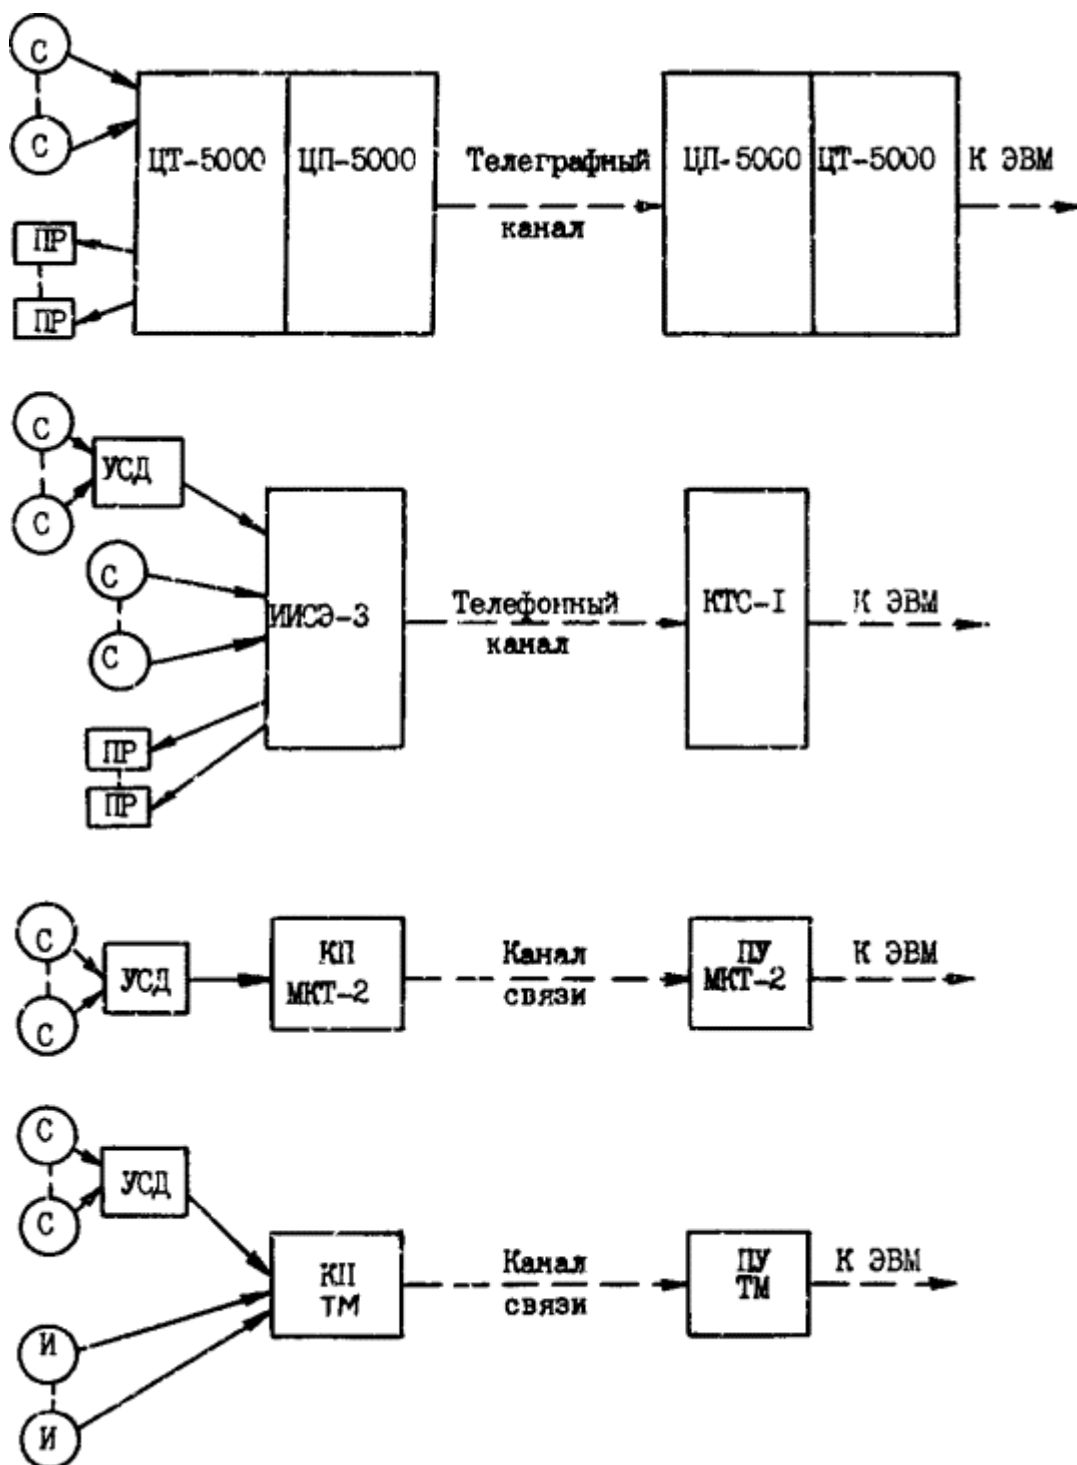 С
С
ЦТ-5000 ЦП-5000
Телеграфный
канал
ЦП-5000 ЦТ-5000
К ЭВМ
ПР
ПР
С
УСД
С
С
С
ИИСЭ-3
Телефонный
канал
КТС-I
К ЭВМ
ПР
ПР
С
С
УСД
КП
МКТ-2
Канал
связи
ПУ
МКТ-2
К ЭВМ
С
С
УСД
КП
ТМ
Канал
связи
ПУ
ТМ
К ЭВМ
И
И